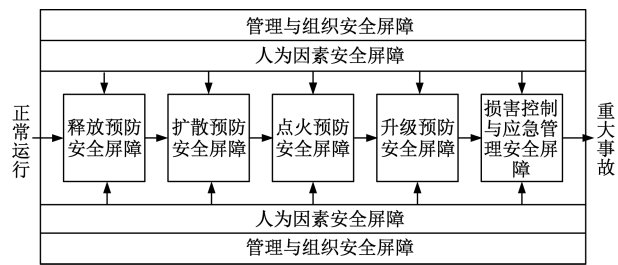 管理与组织安全屏障
人为因素安全屏障
正常运行
释放预防
安全屏障
扩散预防
安全屏障
点火预防
安全屏障
升级预防
安全屏障
损害控制
与应急管
理安全屏
障
重大事故
人为因素安全屏障
管理与组织安全屏障